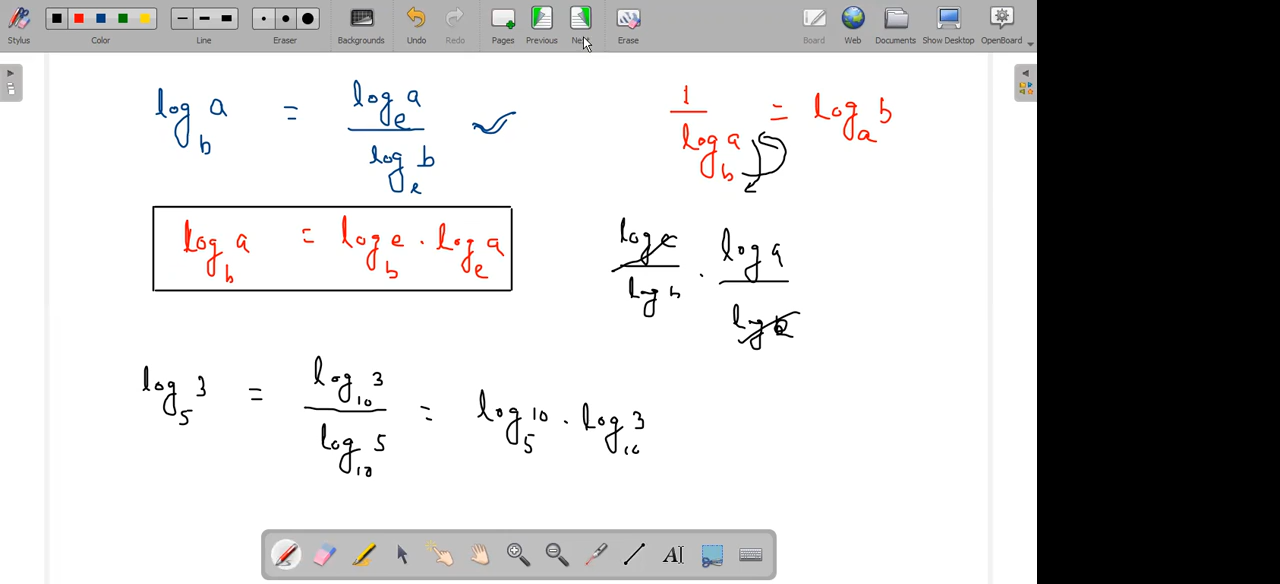 Stylus Color Line Eraser Backgrounds Undo Redo Pages Previous Next Erase Board Web Documents Show Desktop OpenBoard
log_b a = log_e a / log_e b
1 / log_b a = log_a b
log_b a = log_b e . log_e a
log e / log b . log a / log e
log_5 3 = log_10 3 / log_10 5 = log_5 10 . log_10 3
AI